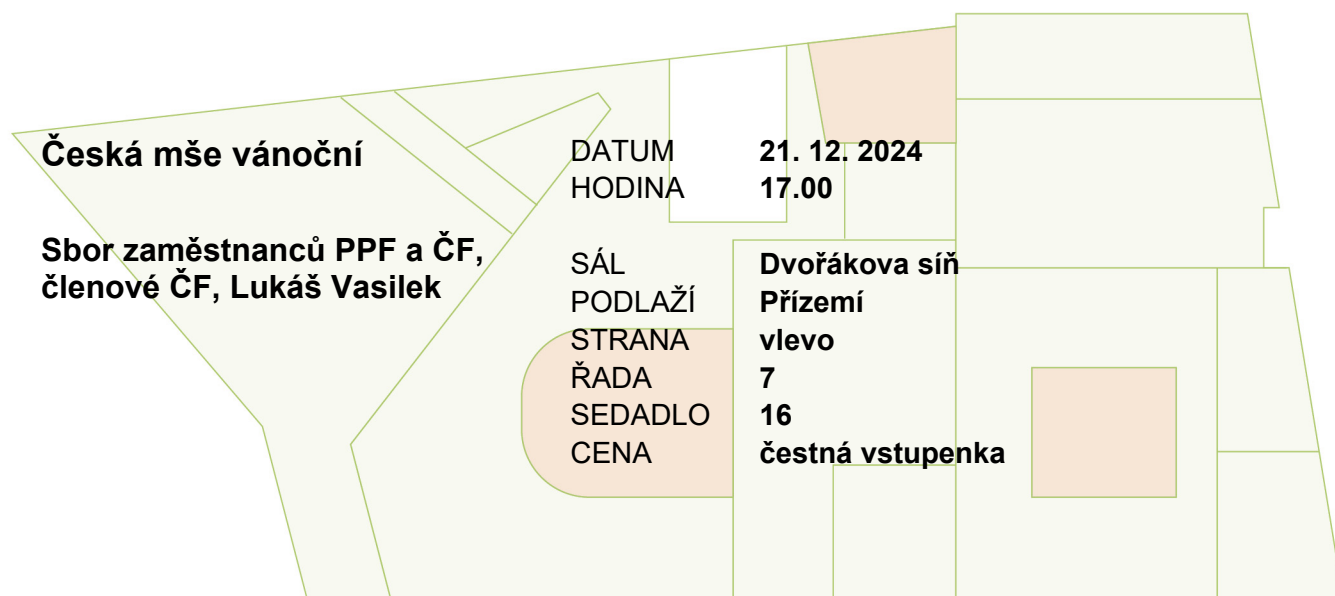 Česká mše vánoční
Sbor zaměstnanců PPF a ČF,
členové ČF, Lukáš Vasilek
DATUM 21. 12. 2024
HODINA 17.00
SÁL Dvořákova síň
PODLAŽÍ Přízemí
STRANA vlevo
ŘADA 7
SEDADLO 16
CENA čestná vstupenka